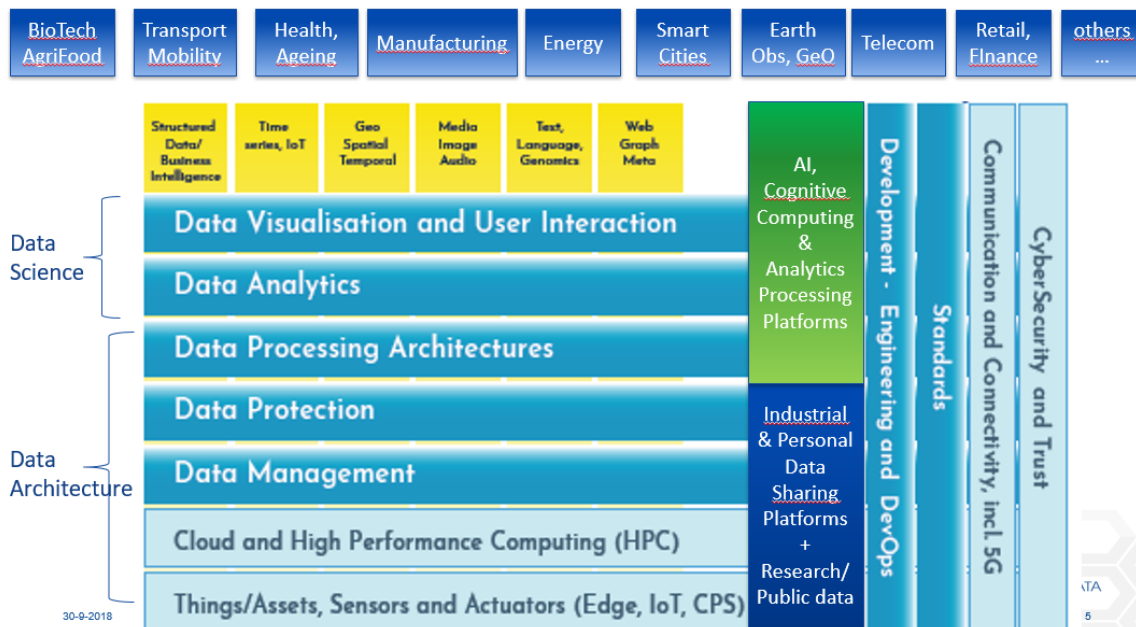 BioTech
AgriFood
Transport
Mobility
Health,
Ageing
Manufacturing
Energy
Smart
Cities
Earth
Obs, GeO
Telecom
Retail,
FInance
others
...
Structured
Data/
Business
Intelligence
Time
series, IoT
Geo
Spatial
Temporal
Media
Image
Audio
Text,
Language,
Genomics
Web
Graph
Meta
Data
Science
Data Visualisation and User Interaction
Data Analytics
Data
Architecture
Data Processing Architectures
Data Protection
Data Management
Cloud and High Performance Computing (HPC)
Things/Assets, Sensors and Actuators (Edge, IoT, CPS)
AI,
Cognitive
Computing
&
Analytics
Processing
Platforms
Industrial
& Personal
Data
Sharing
Platforms
+
Research/
Public data
Development - Engineering and DevOps
Standards
Communication and Connectivity, incl. 5G
CyberSecurity and Trust
30-9-2018
ATA
5